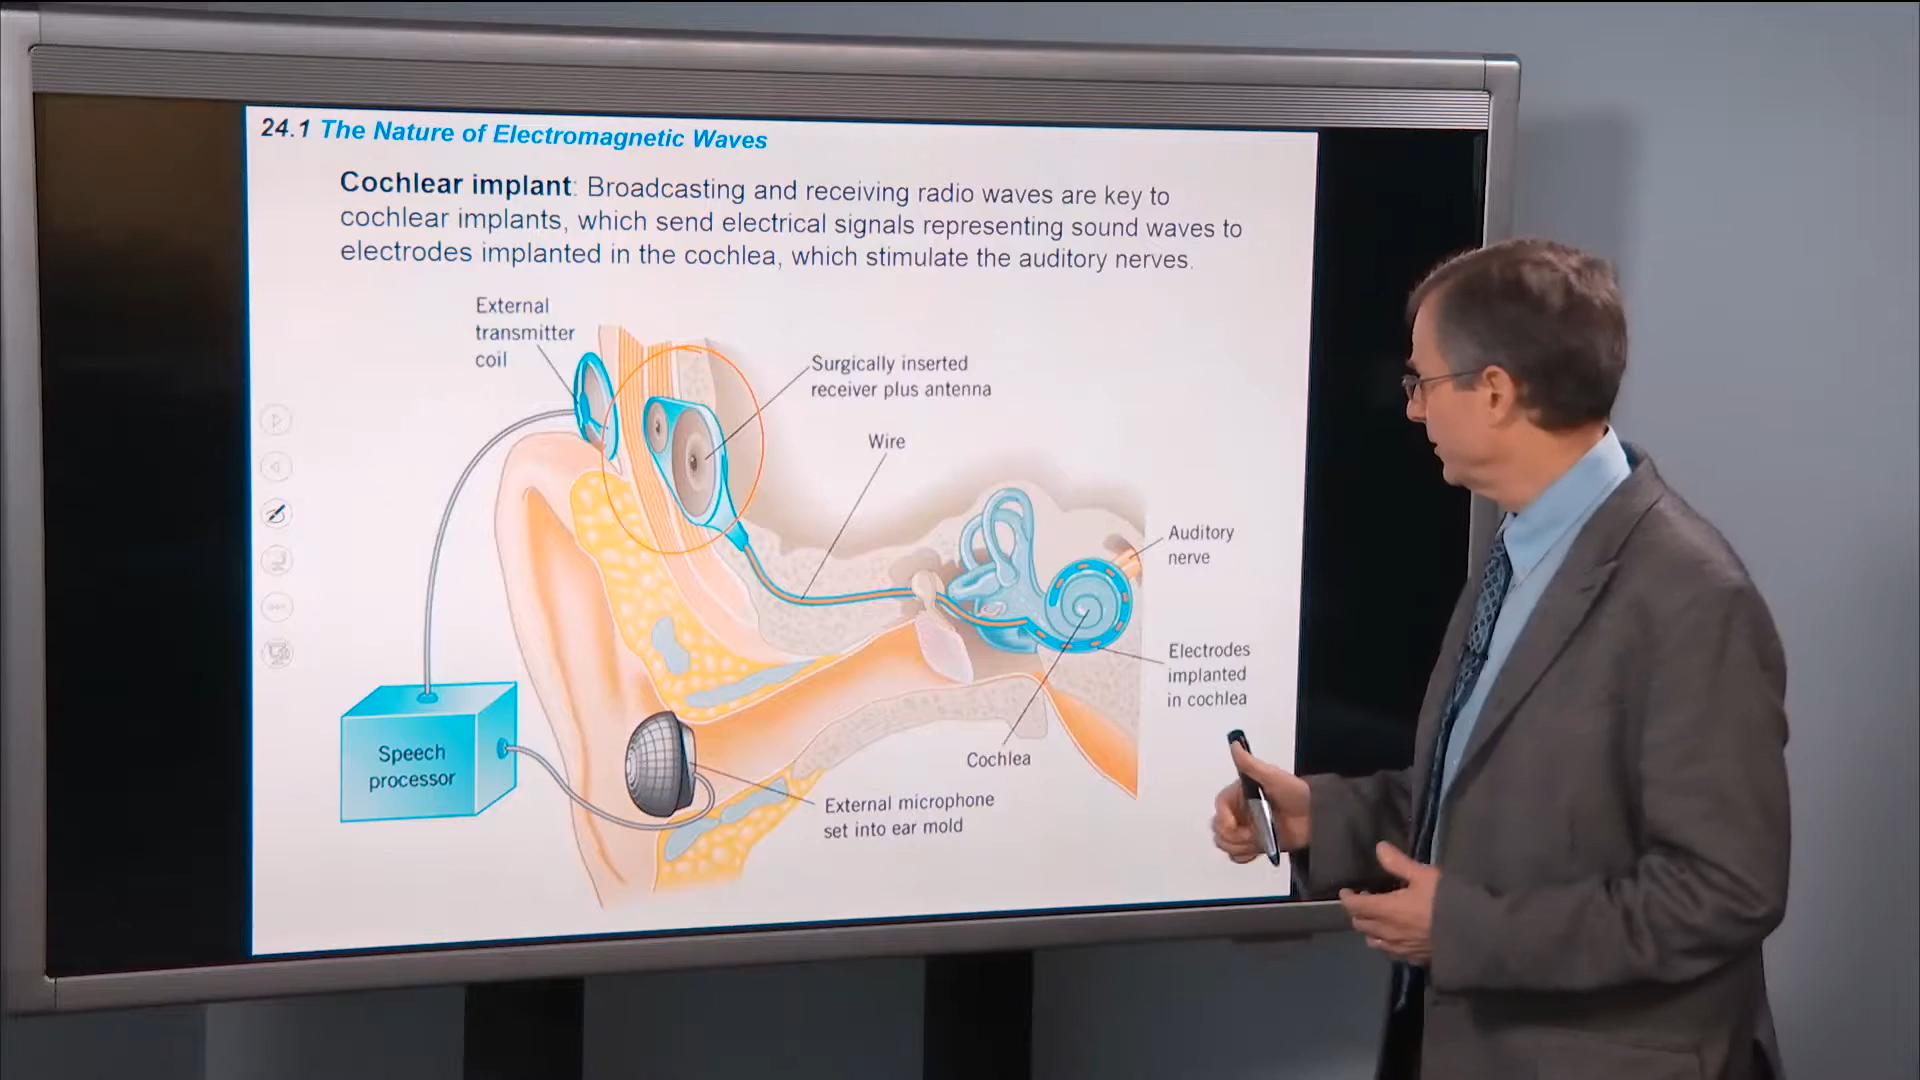 24.1 The Nature of Electromagnetic Waves
Cochlear implant: Broadcasting and receiving radio waves are key to
cochlear implants, which send electrical signals representing sound waves to
electrodes implanted in the cochlea, which stimulate the auditory nerves.
External
transmitter
coil
Surgically inserted
receiver plus antenna
Wire
Auditory
nerve
Electrodes
implanted
in cochlea
Speech
processor
Cochlea
External microphone
set into ear mold